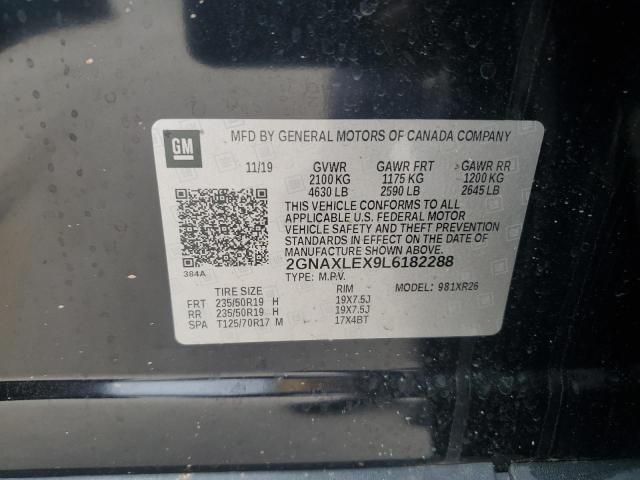 GM
MFD BY GENERAL MOTORS OF CANADA COMPANY
11/19 GVWR GAWR FRT GAWR RR
2100 KG 1175 KG 1200 KG
4630 LB 2590 LB 2645 LB
THIS VEHICLE CONFORMS TO ALL
APPLICABLE U.S. FEDERAL MOTOR
VEHICLE SAFETY AND THEFT PREVENTION
STANDARDS IN EFFECT ON THE DATE OF
MANUFACTURE SHOWN ABOVE.
384A
2GNAXLEX9L6182288
TYPE: M.P.V. MODEL: 981XR26
TIRE SIZE RIM
FRT 235/50R19 H 19X7.5J
RR 235/50R19 H 19X7.5J
SPA T125/70R17 M 17X4BT